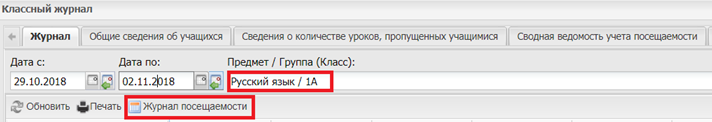 Классный журнал
Журнал Общие сведения об учащихся Сведения о количестве уроков, пропущенных учащимися Сводная ведомость учета посещаемости
Дата с: Дата по: Предмет / Группа (Класс):
29.10.2018 02.11.2018 Русский язык / 1А
Обновить Печать Журнал посещаемости